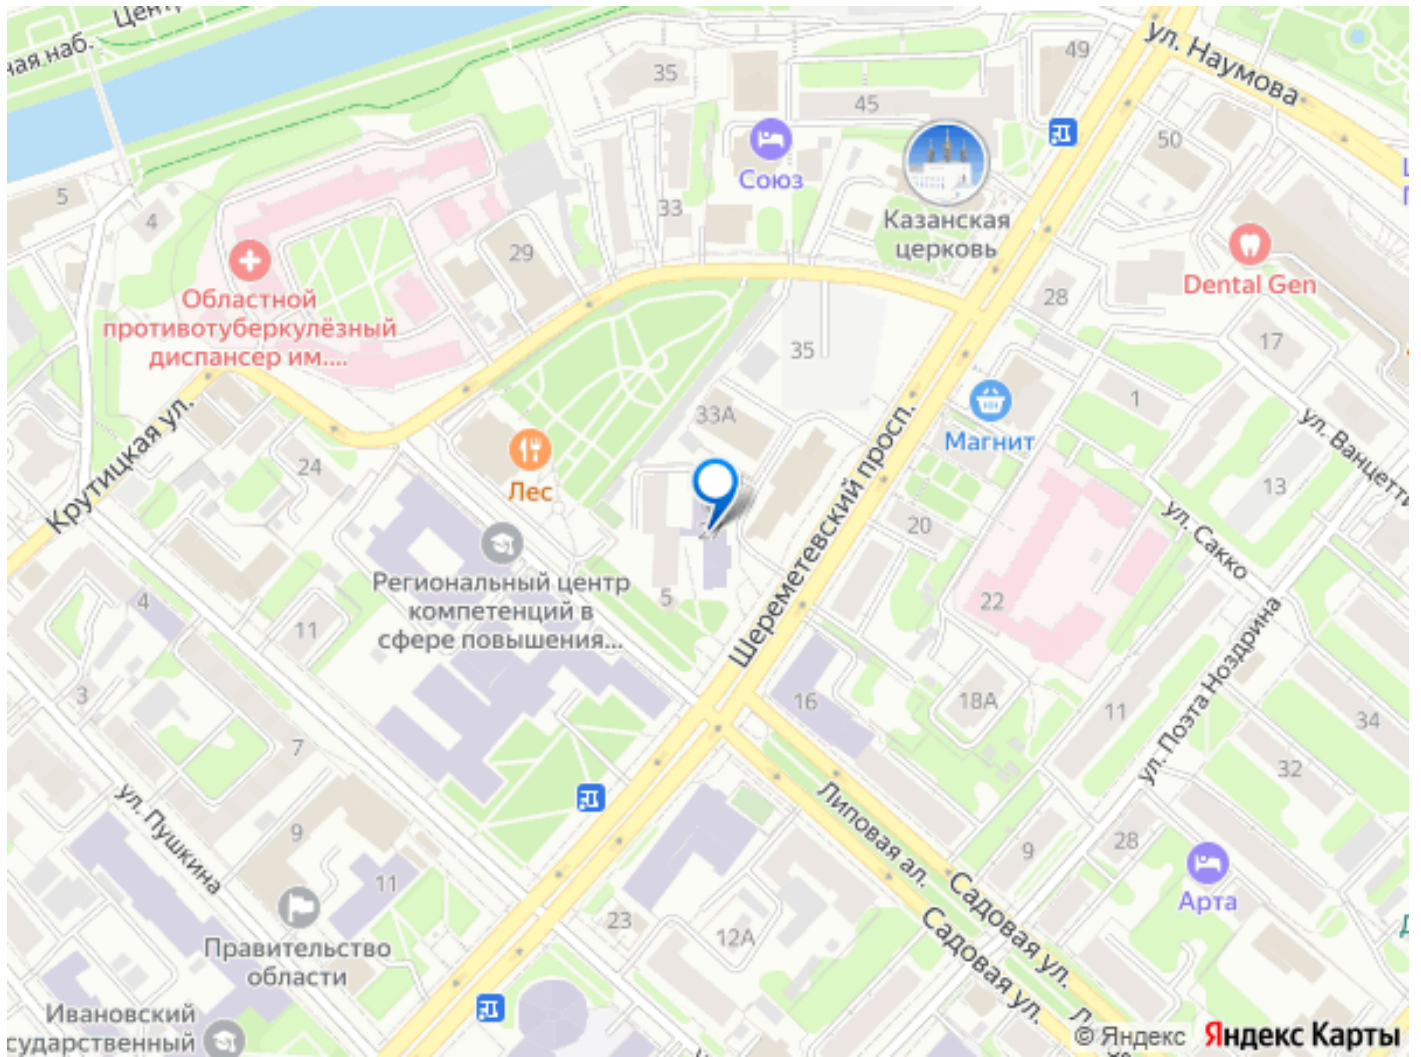 Центр
ная наб.
ул. Наумова
49
35
45
50
Союз
5
4
33
Казанская
церковь
29
Dental Gen
Областной
противотуберкулёзный
диспансер им....
28
17
35
1
33А
Магнит
Крутицкая ул.
24
Лес
ул. Ванцетти
13
Шереметевский просп.
20
ул. Сакко
27
Региональный центр
компетенций в
сфере повышения...
5
22
4
11
3
16
18А
11
ул. Поэта Ноздрина
34
7
32
ул. Пушкина
9
Липовая ал.
9
28
11
Арта
Садовая ул.
Садовая ул.
23
12А
Правительство
области
Ивановский
сударственный
© Яндекс
Яндекс Карты